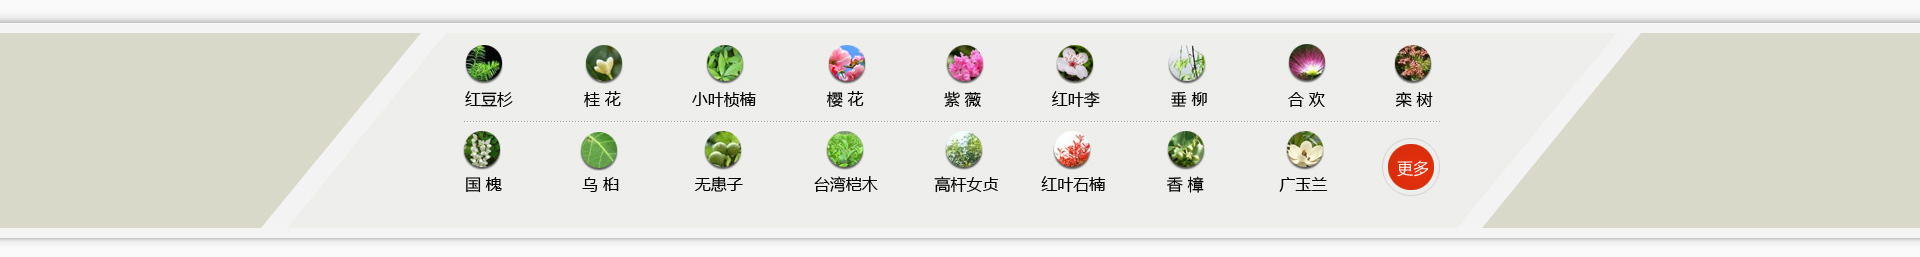 红豆杉 桂 花 小叶桢楠 樱 花 紫 薇 红叶李 垂 柳 合 欢 栾 树
国 槐 乌 桕 无患子 台湾桤木 高杆女贞 红叶石楠 香 樟 广玉兰 更多